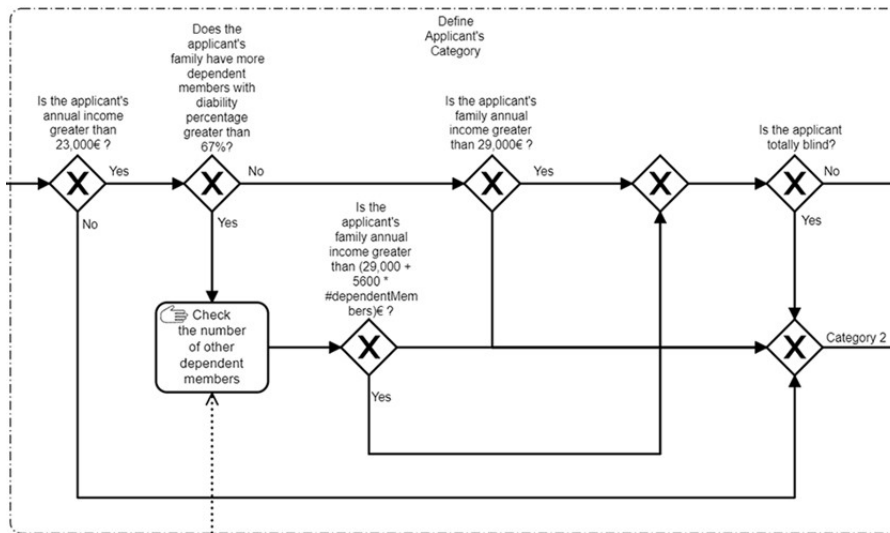 Define
Applicant's
Category
Does the
applicant's
family have more
dependent
members with
diability
percentage
greater than
67%?
Is the applicant's
annual income
greater than
23,000€ ?
Is the applicant's
family annual
income greater
than 29,000€ ?
Is the applicant
totally blind?
Yes
No
Yes
No
No
Yes
Yes
Is the
applicant's
family annual
income greater
than (29,000 +
5600 *
#dependentMem
bers)€ ?
Check
the number
of other
dependent
members
Category 2
Yes